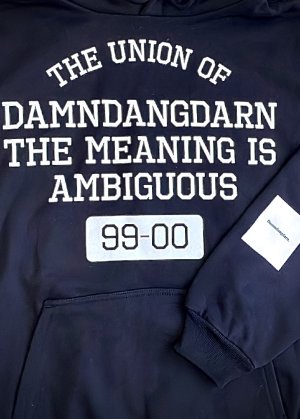 THE UNION OF
DAMNDANGDARN
THE MEANING IS
AMBIGUOUS
99-00